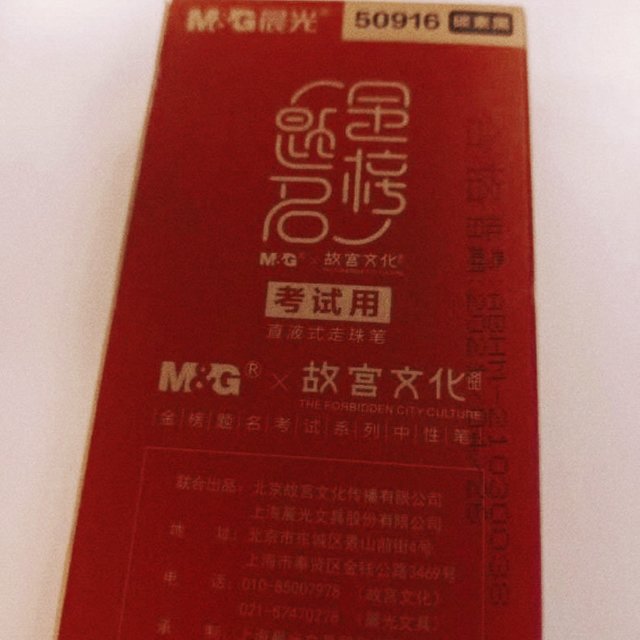 M&G晨光® 50916
金榜
题名
M&G® × 故宫文化
考试用
直液式走珠笔
M&G® × 故宫文化
THE FORBIDDEN CITY CULTURE
金榜题名考试系列中性笔
联合出品：北京故宫文化传播有限公司
上海晨光文具股份有限公司
地 址：北京市东城区景山前街4号
上海市奉贤区金钱公路3469号
电 话：010-85007978 （故宫文化）
021-57470278 （晨光文具）